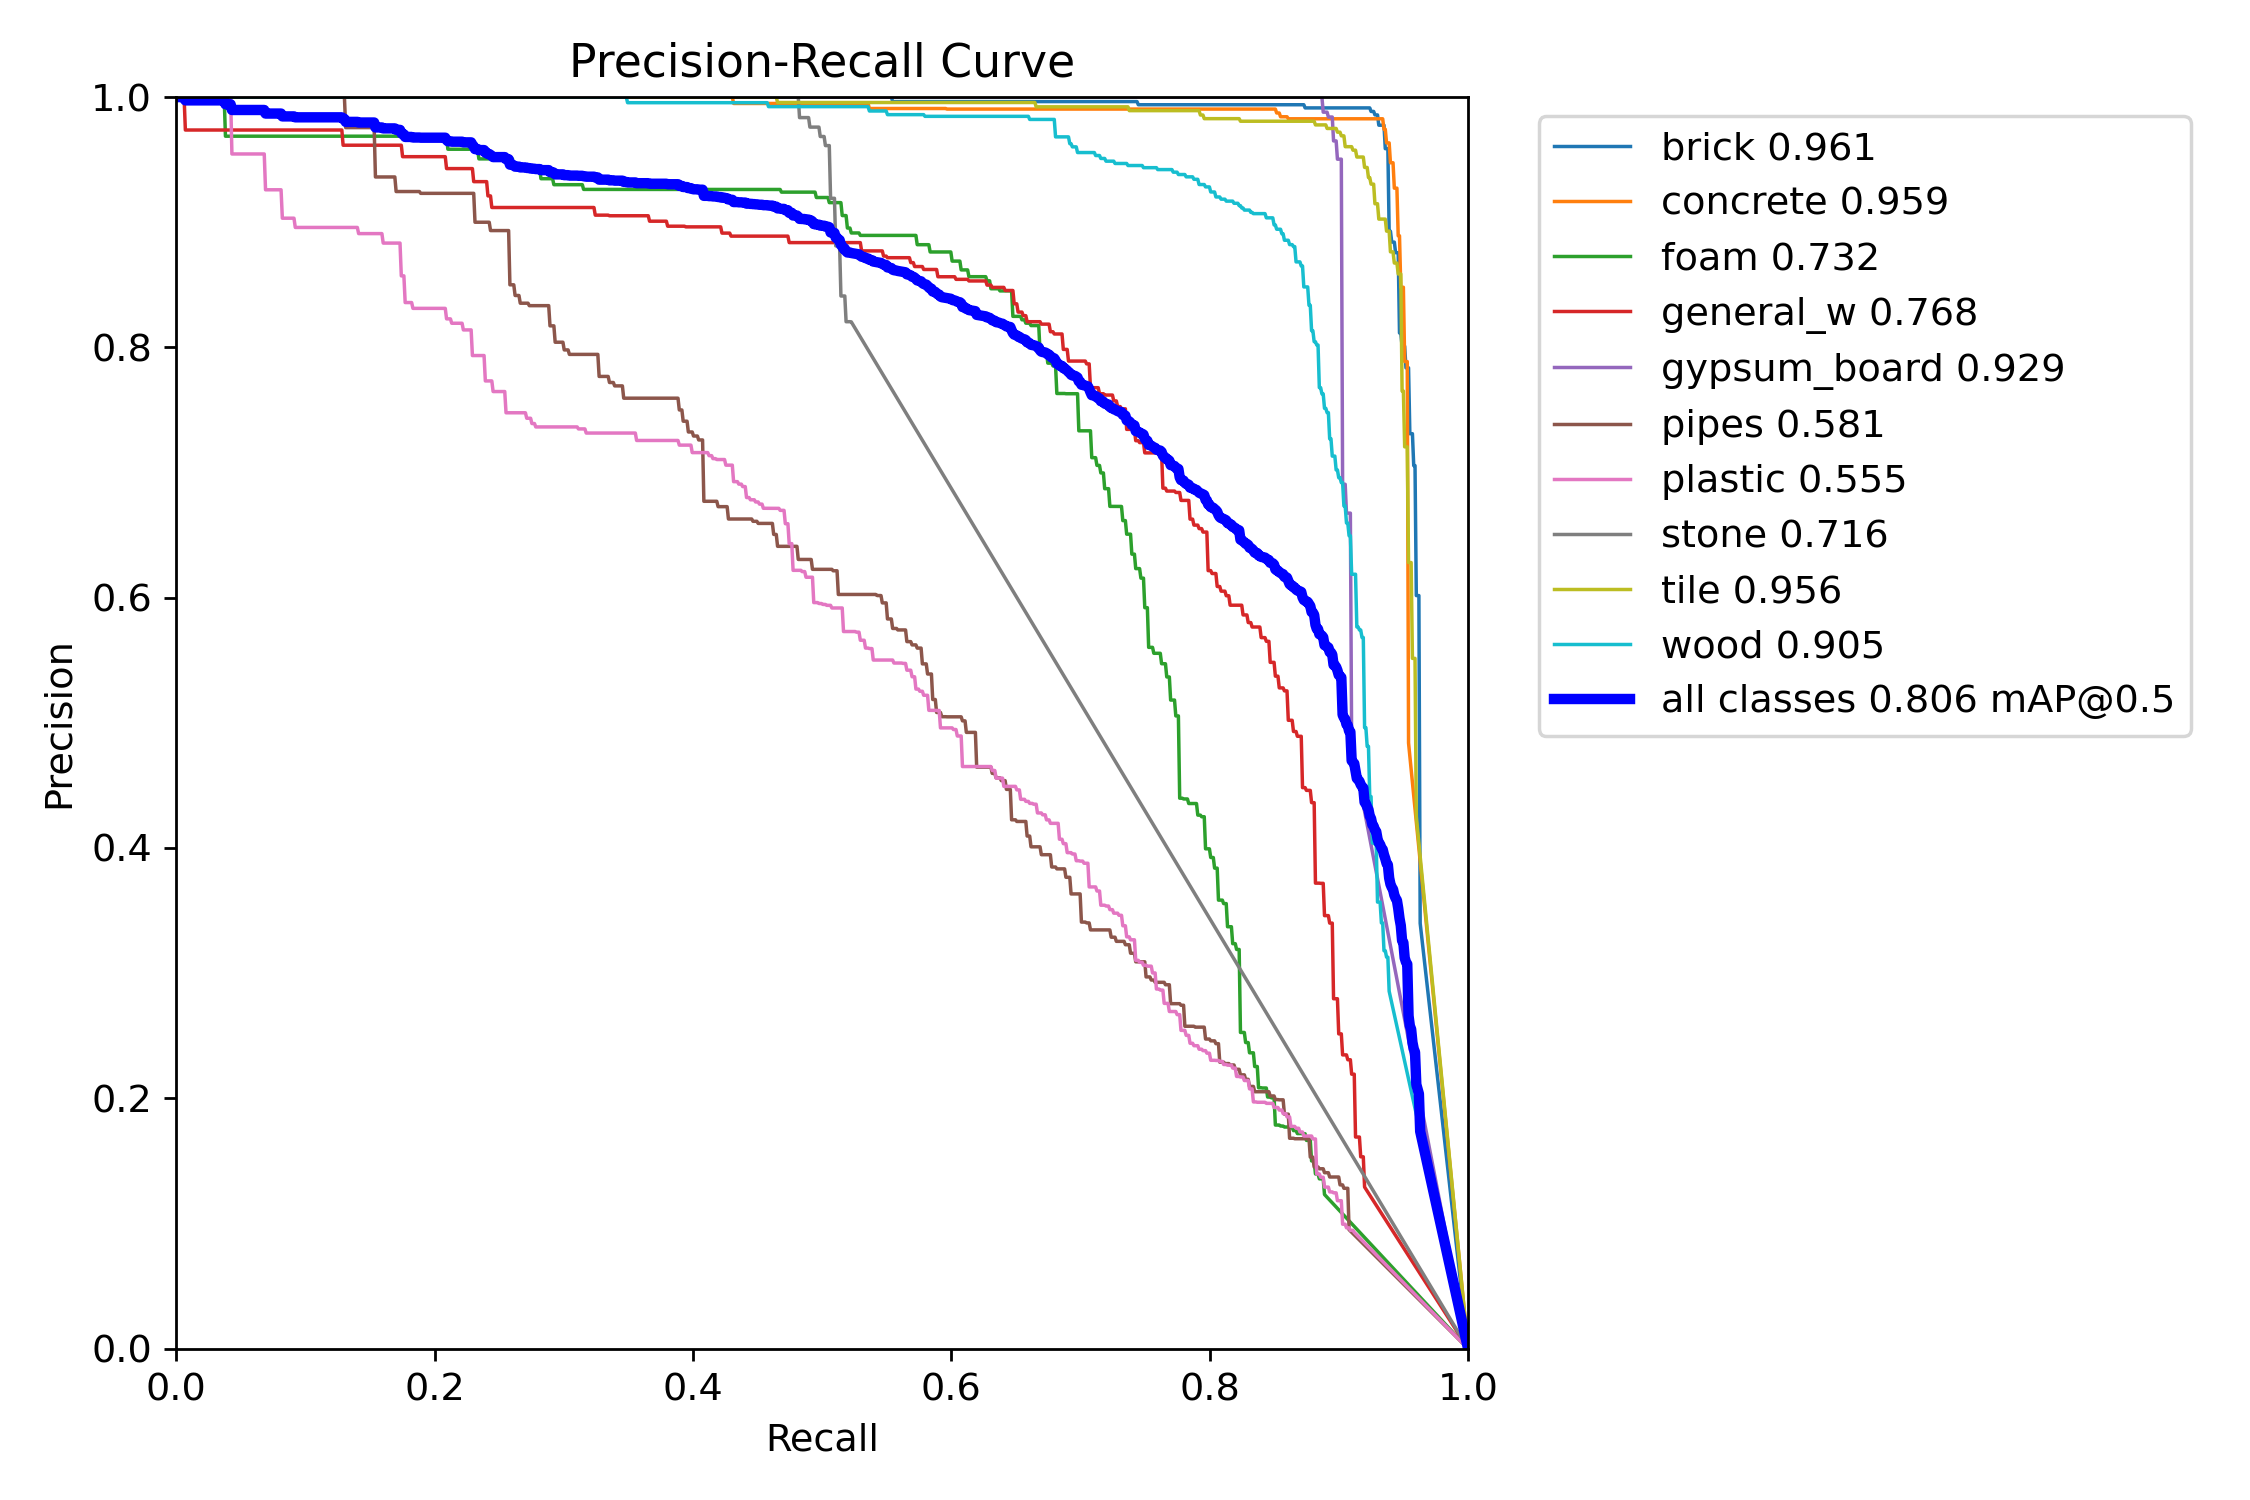 Precision-Recall Curve
1.0
0.8
0.6
0.4
0.2
0.0
Precision
0.0 0.2 0.4 0.6 0.8 1.0
Recall
brick 0.961
concrete 0.959
foam 0.732
general_w 0.768
gypsum_board 0.929
pipes 0.581
plastic 0.555
stone 0.716
tile 0.956
wood 0.905
all classes 0.806 mAP@0.5